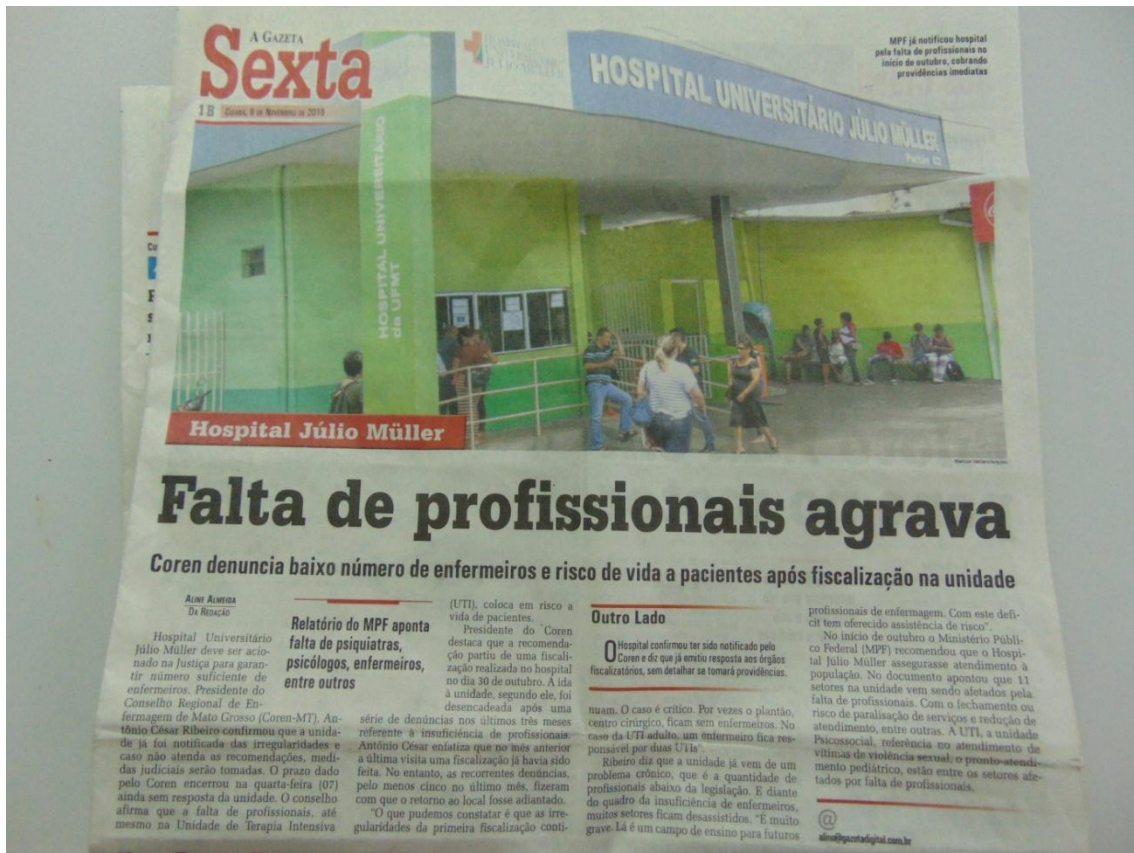 A GAZETA
Sexta
1B
CUIABÁ, 9 DE NOVEMBRO DE 2018
MPF já notificou hospital
pela falta de profissionais no
início de outubro, cobrando
providências imediatas
HOSPITAL UNIVERSITÁRIO JÚLIO MÜLLER
HOSPITAL UNIVERSITÁRIO
da UFMT
Hospital Júlio Müller
Falta de profissionais agrava
Coren denuncia baixo número de enfermeiros e risco de vida a pacientes após fiscalização na unidade
ALINE ALMEIDA
DA REDAÇÃO
Hospital Universitário
Júlio Müller deve ser acio-
nado na Justiça para garan-
tir número suficiente de
enfermeiros. Presidente do
Conselho Regional de En-
fermagem de Mato Grosso (Coren-MT), An-
tônio César Ribeiro confirmou que a unida-
de já foi notificada das irregularidades e
caso não atenda as recomendações, medi-
das judiciais serão tomadas. O prazo dado
pelo Coren encerrou na quarta-feira (07)
ainda sem resposta da unidade. O conselho
afirma que a falta de profissionais, até
mesmo na Unidade de Terapia Intensiva
Relatório do MPF aponta
falta de psiquiatras,
psicólogos, enfermeiros,
entre outros
(UTI), coloca em risco a
vida de pacientes.
Presidente do Coren
destaca que a recomenda-
ção partiu de uma fiscali-
zação realizada no hospital
no dia 30 de outubro. A ida
à unidade, segundo ele, foi
desencadeada após uma
série de denúncias nos últimos três meses
referente à insuficiência de profissionais.
Antônio César enfatiza que no mês anterior
a última visita uma fiscalização já havia sido
feita. No entanto, as recorrentes denúncias,
pelo menos cinco no último mês, fizeram
com que o retorno ao local fosse adiantado.
"O que pudemos constatar é que as irre-
gularidades da primeira fiscalização conti-
Outro Lado
O Hospital confirmou ter sido notificado pelo
Coren e diz que já emitiu resposta aos órgãos
fiscalizatórios, sem detalhar se tomará providências.
nuam. O caso é crítico. Por vezes o plantão,
centro cirúrgico, ficam sem enfermeiros. No
caso da UTI adulto, um enfermeiro fica res-
ponsável por duas UTIs".
Ribeiro diz que a unidade já vem de um
problema crônico, que é a quantidade de
profissionais abaixo da legislação. E diante
do quadro da insuficiência de enfermeiros,
muitos setores ficam desassistidos. "É muito
grave. Lá é um campo de ensino para futuros
profissionais de enfermagem. Com este défi-
cit tem oferecido assistência de risco".
No início de outubro o Ministério Públi-
co Federal (MPF) recomendou que o Hospi-
tal Júlio Müller assegurasse atendimento à
população. No documento apontou que 11
setores na unidade vem sendo afetados pela
falta de profissionais. Com o fechamento ou
risco de paralisação de serviços e redução de
atendimento, entre outras. A UTI, a unidade
Psicossocial, referência no atendimento de
vítimas de violência sexual, o pronto-atendi-
mento pediátrico, estão entre os setores afe-
tados por falta de profissionais.
@
aline@gazetadigital.com.br